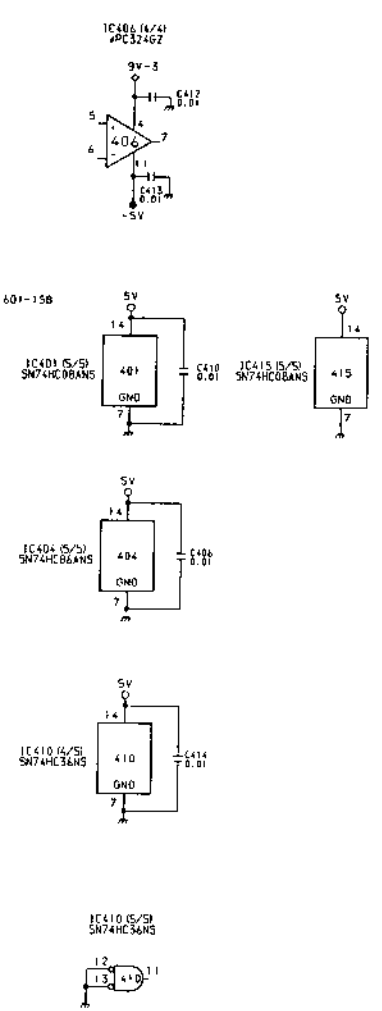 IC406 (4/4)
µPC324G2
9V-3
C412
0.01
5
4
7
406
6
11
C413
0.01
-5V
601-15B
5V
14
IC401 (5/5)
SN74HC08ANS
401
GND
7
C410
0.01
5V
14
IC415 (5/5)
SN74HC08ANS
415
GND
7
5V
14
IC404 (5/5)
SN74HC86ANS
404
GND
7
C406
0.01
5V
14
IC410 (4/5)
SN74HC36NS
410
GND
7
C414
0.01
IC410 (5/5)
SN74HC36NS
12
13
410
11